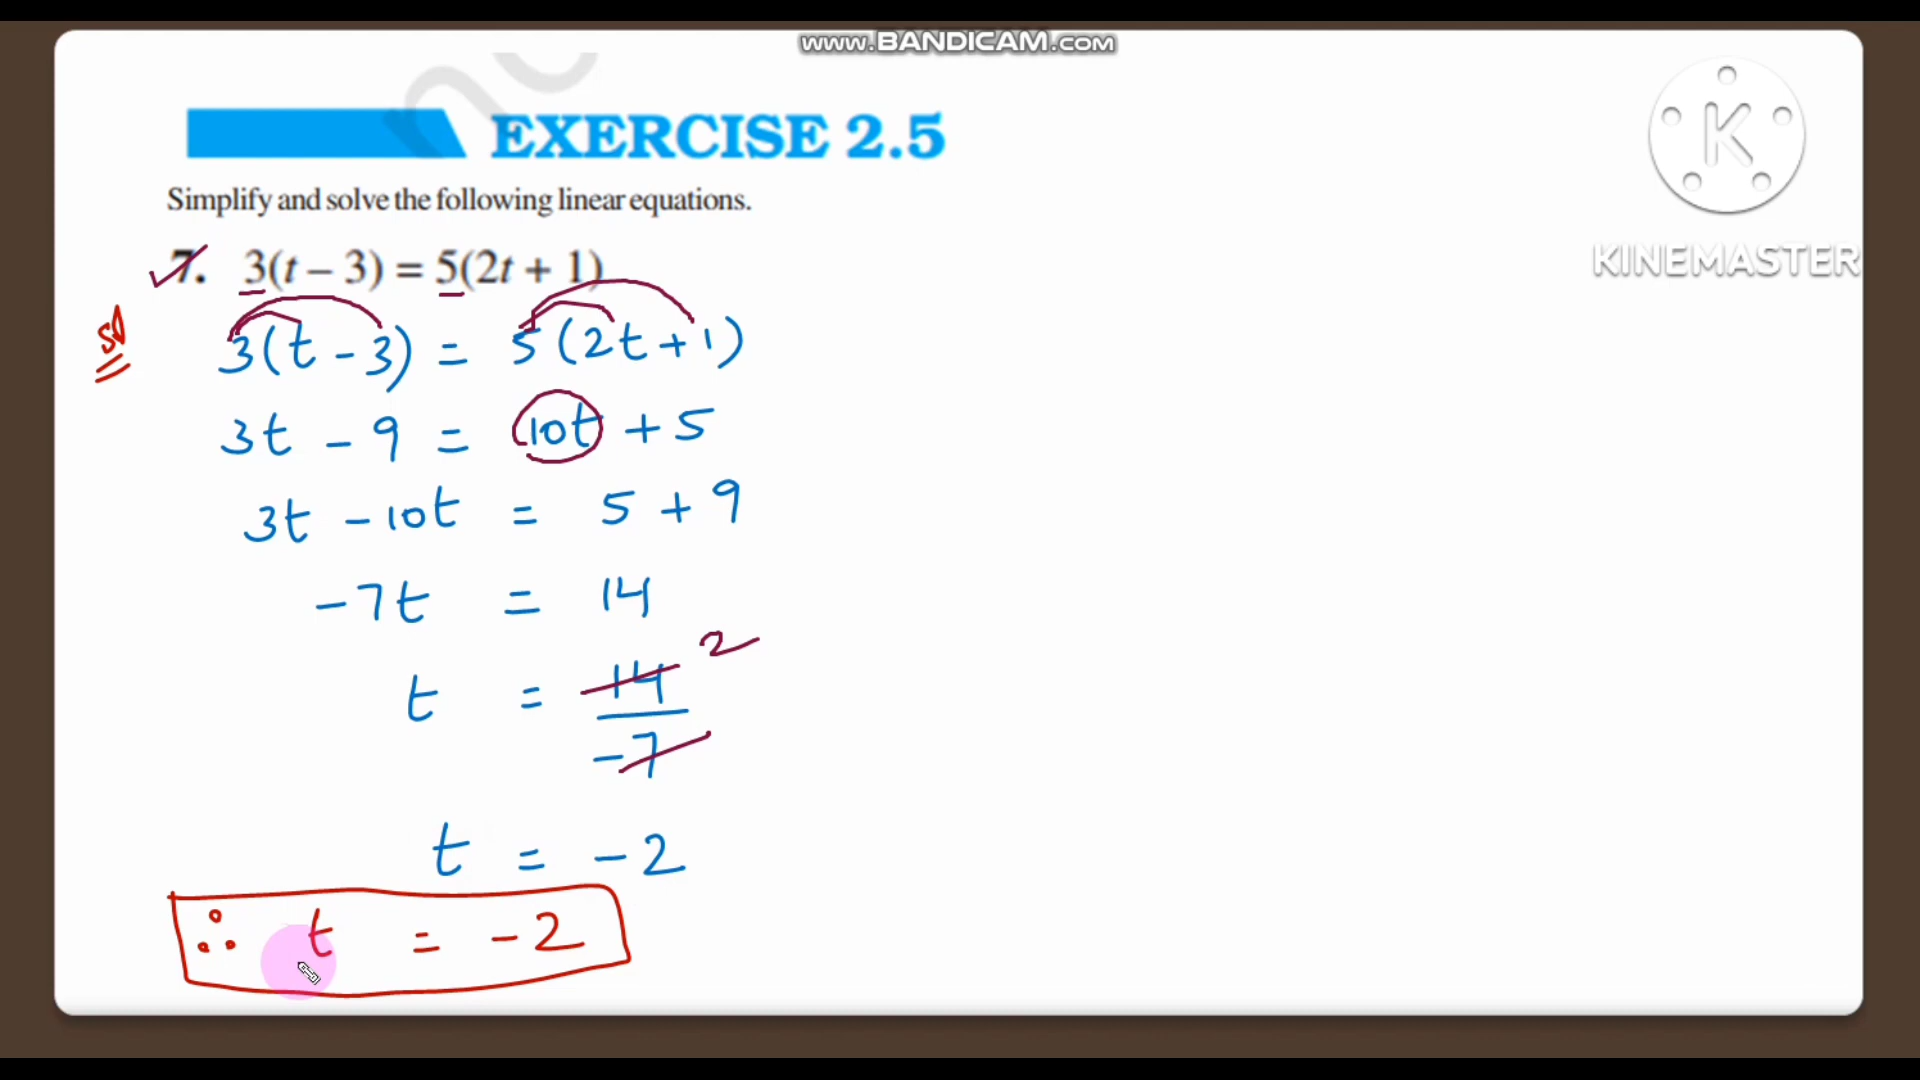 www.BANDICAM.com
K
KINEMASTER
EXERCISE 2.5
Simplify and solve the following linear equations.
7. 3(t – 3) = 5(2t + 1)
3(t - 3) = 5(2t + 1)
3t - 9 = 10t + 5
3t - 10t = 5 + 9
-7t = 14
t = 14 2
-7
t = -2
∴ t = -2